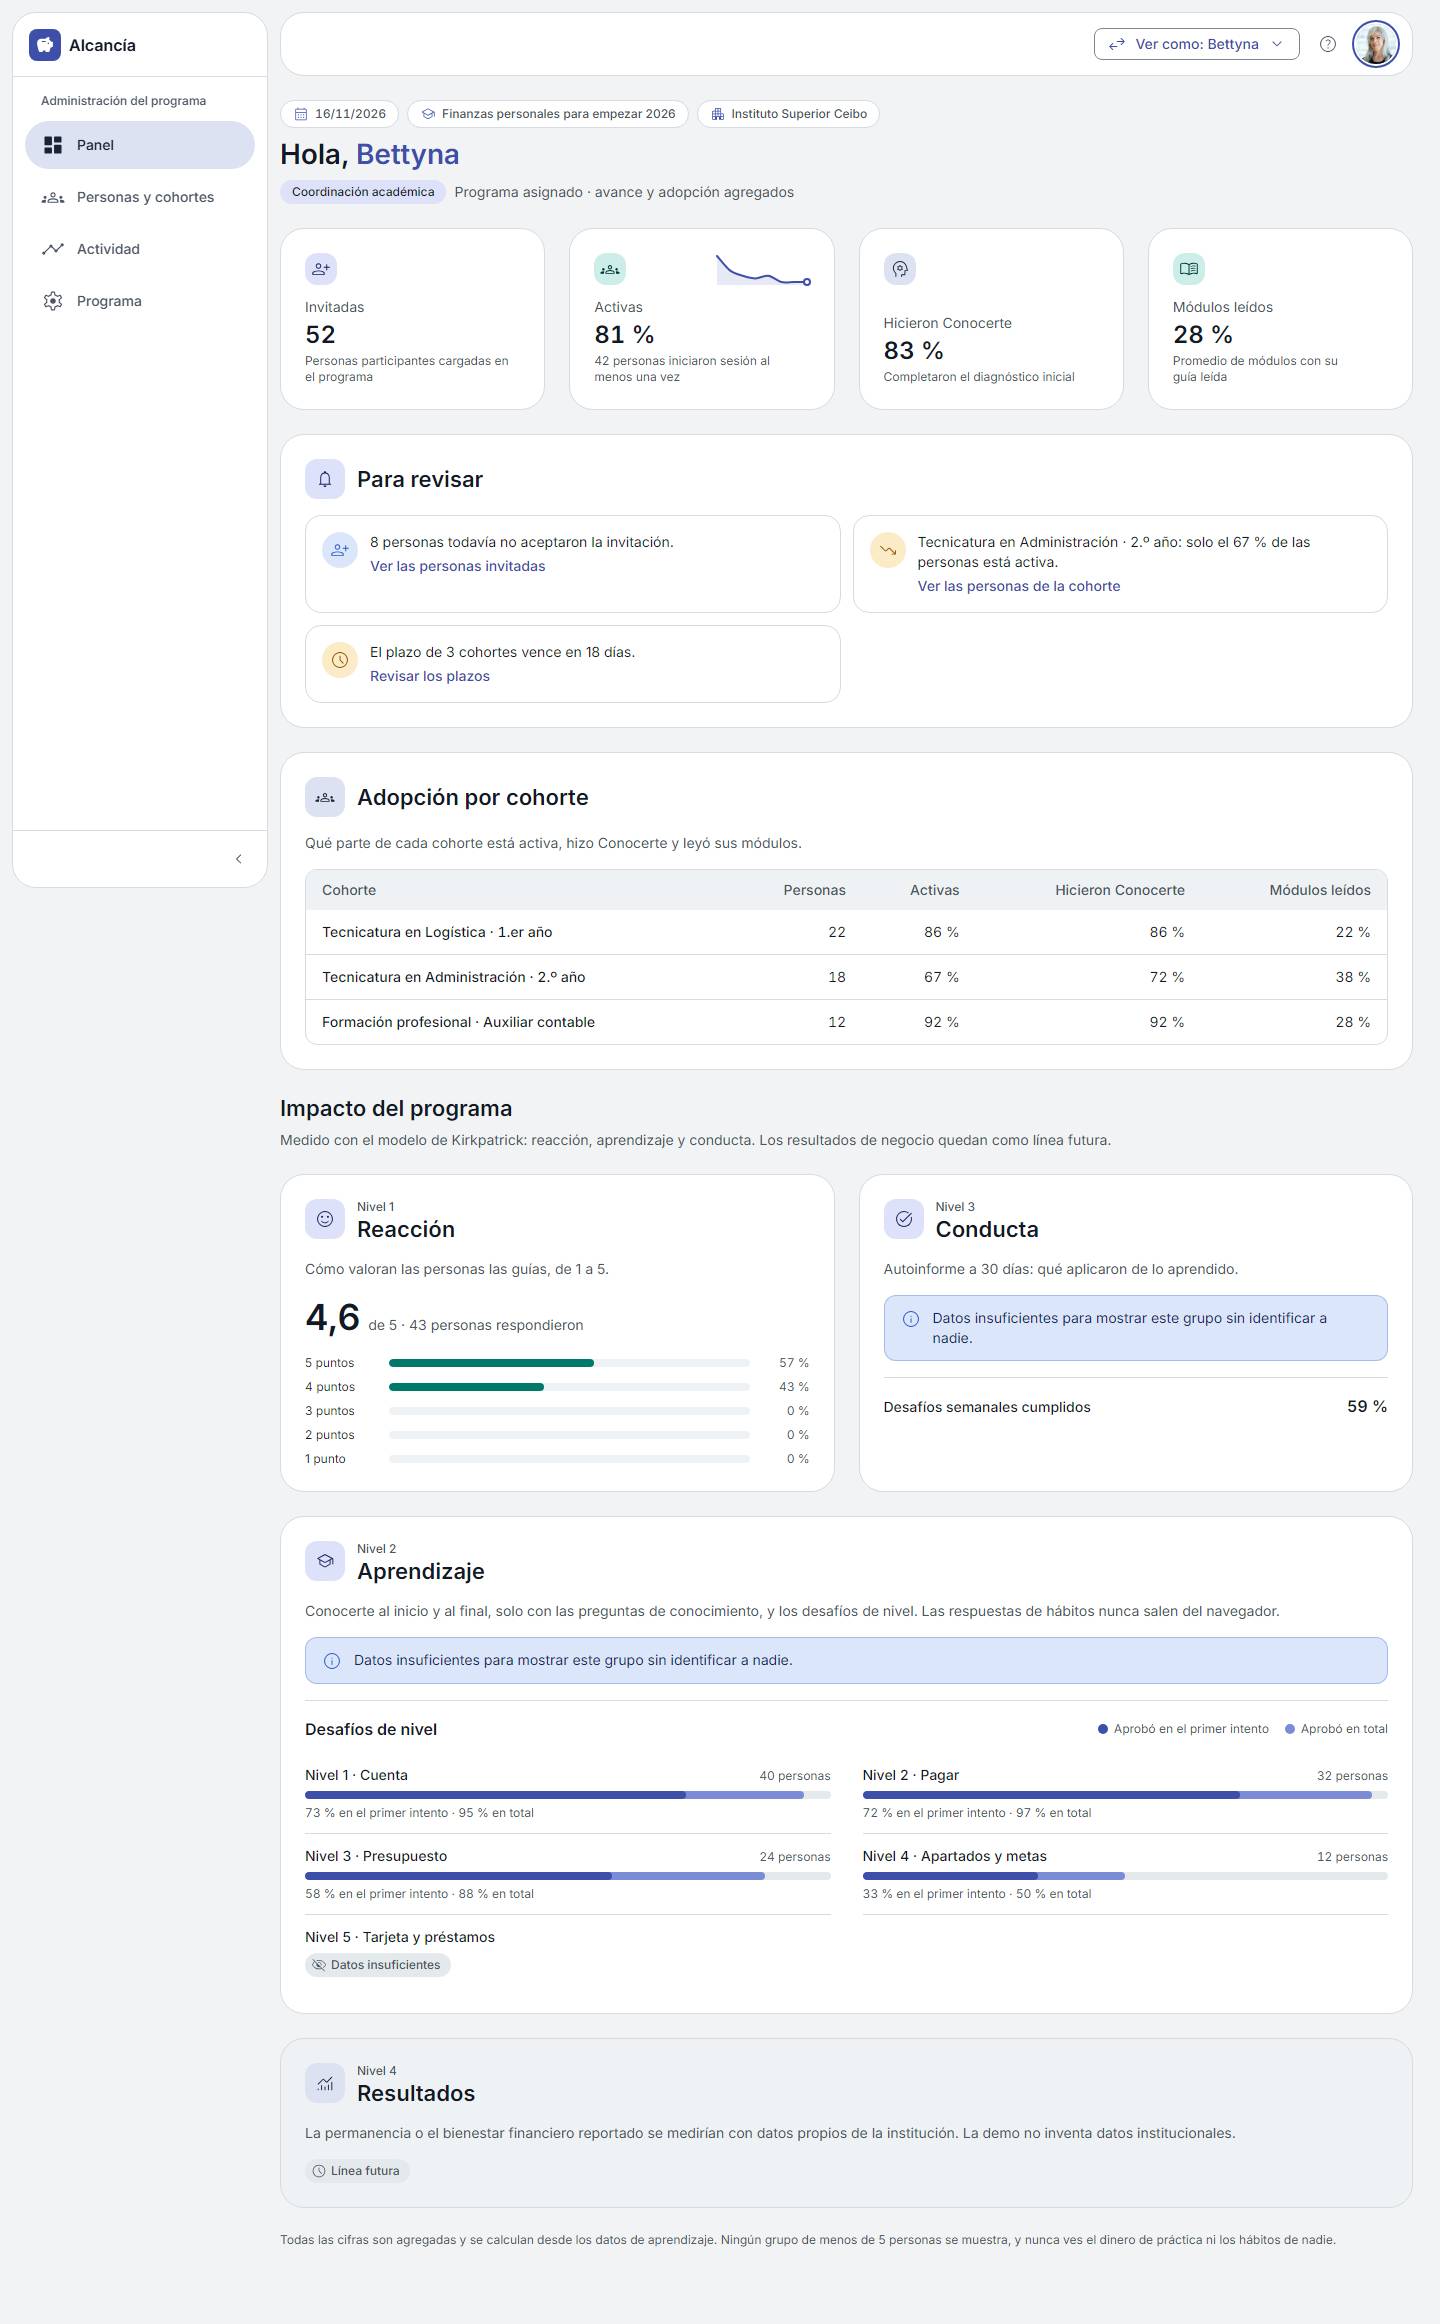 Alcancía
Ver como: Bettyna
Administración del programa
Panel
Personas y cohortes
Actividad
Programa
16/11/2026
Finanzas personales para empezar 2026
Instituto Superior Ceibo
Hola, Bettyna
Coordinación académica
Programa asignado · avance y adopción agregados
Invitadas
52
Personas participantes cargadas en
el programa
Activas
81 %
42 personas iniciaron sesión al
menos una vez
Hicieron Conocerte
83 %
Completaron el diagnóstico inicial
Módulos leídos
28 %
Promedio de módulos con su
guía leída
Para revisar
8 personas todavía no aceptaron la invitación.
Ver las personas invitadas
Tecnicatura en Administración · 2.º año: solo el 67 % de las
personas está activa.
Ver las personas de la cohorte
El plazo de 3 cohortes vence en 18 días.
Revisar los plazos
Adopción por cohorte
Qué parte de cada cohorte está activa, hizo Conocerte y leyó sus módulos.
Cohorte Personas Activas Hicieron Conocerte Módulos leídos
Tecnicatura en Logística · 1.er año 22 86 % 86 % 22 %
Tecnicatura en Administración · 2.º año 18 67 % 72 % 38 %
Formación profesional · Auxiliar contable 12 92 % 92 % 28 %
Impacto del programa
Medido con el modelo de Kirkpatrick: reacción, aprendizaje y conducta. Los resultados de negocio quedan como línea futura.
Nivel 1
Reacción
Cómo valoran las personas las guías, de 1 a 5.
4,6 de 5 · 43 personas respondieron
5 puntos 57 %
4 puntos 43 %
3 puntos 0 %
2 puntos 0 %
1 punto 0 %
Nivel 3
Conducta
Autoinforme a 30 días: qué aplicaron de lo aprendido.
Datos insuficientes para mostrar este grupo sin identificar a
nadie.
Desafíos semanales cumplidos 59 %
Nivel 2
Aprendizaje
Conocerte al inicio y al final, solo con las preguntas de conocimiento, y los desafíos de nivel. Las respuestas de hábitos nunca salen del navegador.
Datos insuficientes para mostrar este grupo sin identificar a nadie.
Desafíos de nivel
Aprobó en el primer intento
Aprobó en total
Nivel 1 · Cuenta 40 personas
73 % en el primer intento · 95 % en total
Nivel 2 · Pagar 32 personas
72 % en el primer intento · 97 % en total
Nivel 3 · Presupuesto 24 personas
58 % en el primer intento · 88 % en total
Nivel 4 · Apartados y metas 12 personas
33 % en el primer intento · 50 % en total
Nivel 5 · Tarjeta y préstamos
Datos insuficientes
Nivel 4
Resultados
La permanencia o el bienestar financiero reportado se medirían con datos propios de la institución. La demo no inventa datos institucionales.
Línea futura
Todas las cifras son agregadas y se calculan desde los datos de aprendizaje. Ningún grupo de menos de 5 personas se muestra, y nunca ves el dinero de práctica ni los hábitos de nadie.